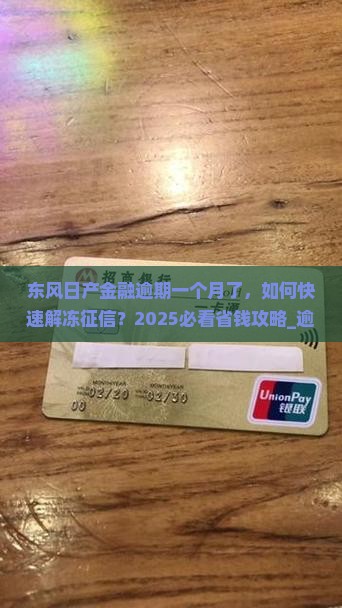 招商银行
东风日产金融逾期一个月了，如何快
速解冻征信？2025必看省钱攻略_逾
一卡通
MONTH/YEAR MONTH/YEAR
02/20 02/30
00
UnionPay
银联